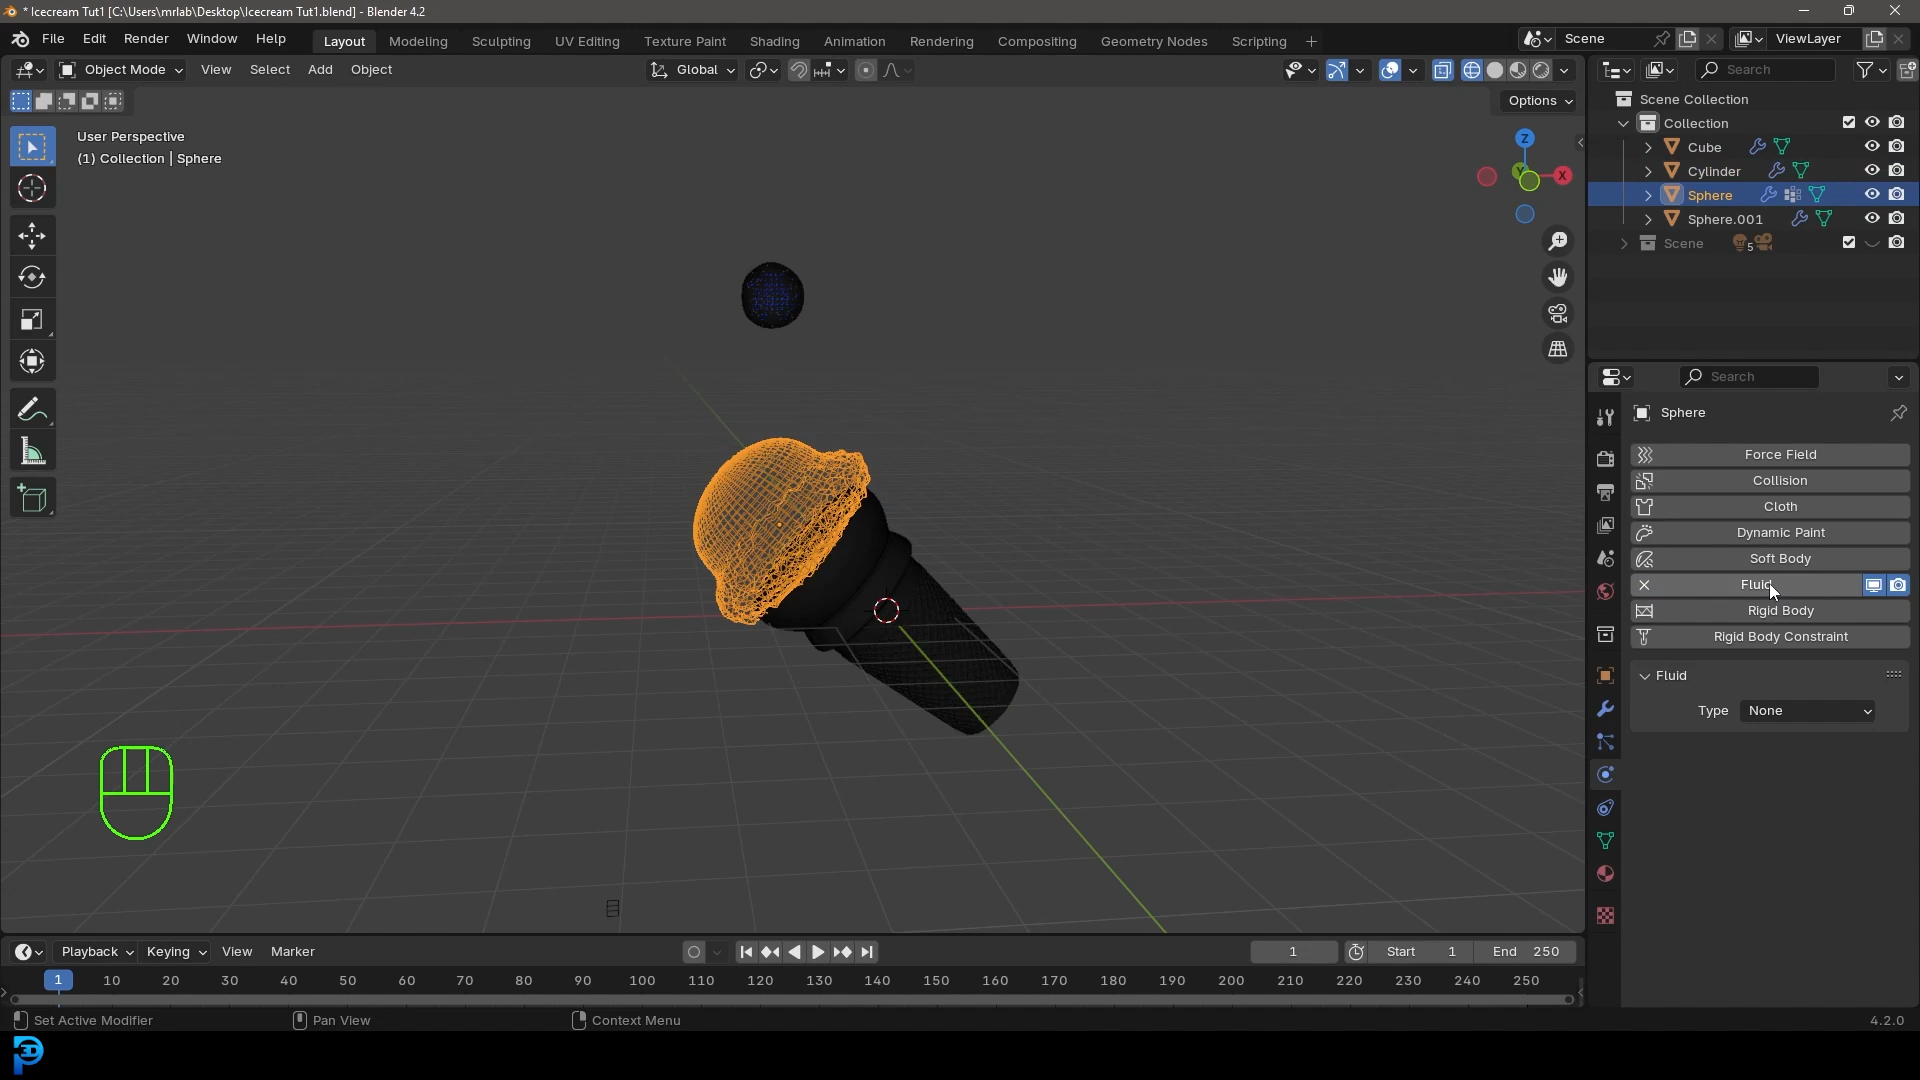 * Icecream Tut1 [C:\Users\mrlab\Desktop\Icecream Tut1.blend] - Blender 4.2
File Edit Render Window Help Layout Modeling Sculpting UV Editing Texture Paint Shading Animation Rendering Compositing Geometry Nodes Scripting + Scene ViewLayer
Object Mode View Select Add Object Global Search
Options
User Perspective
(1) Collection | Sphere
Z
Y
X
Scene Collection
Collection
Cube
Cylinder
Sphere
Sphere.001
Scene 5
Search
Sphere
Force Field
Collision
Cloth
Dynamic Paint
Soft Body
Fluid
Rigid Body
Rigid Body Constraint
Fluid
Type None
Playback Keying View Marker 1 Start 1 End 250
1 10 20 30 40 50 60 70 80 90 100 110 120 130 140 150 160 170 180 190 200 210 220 230 240 250
Set Active Modifier Pan View Context Menu 4.2.0